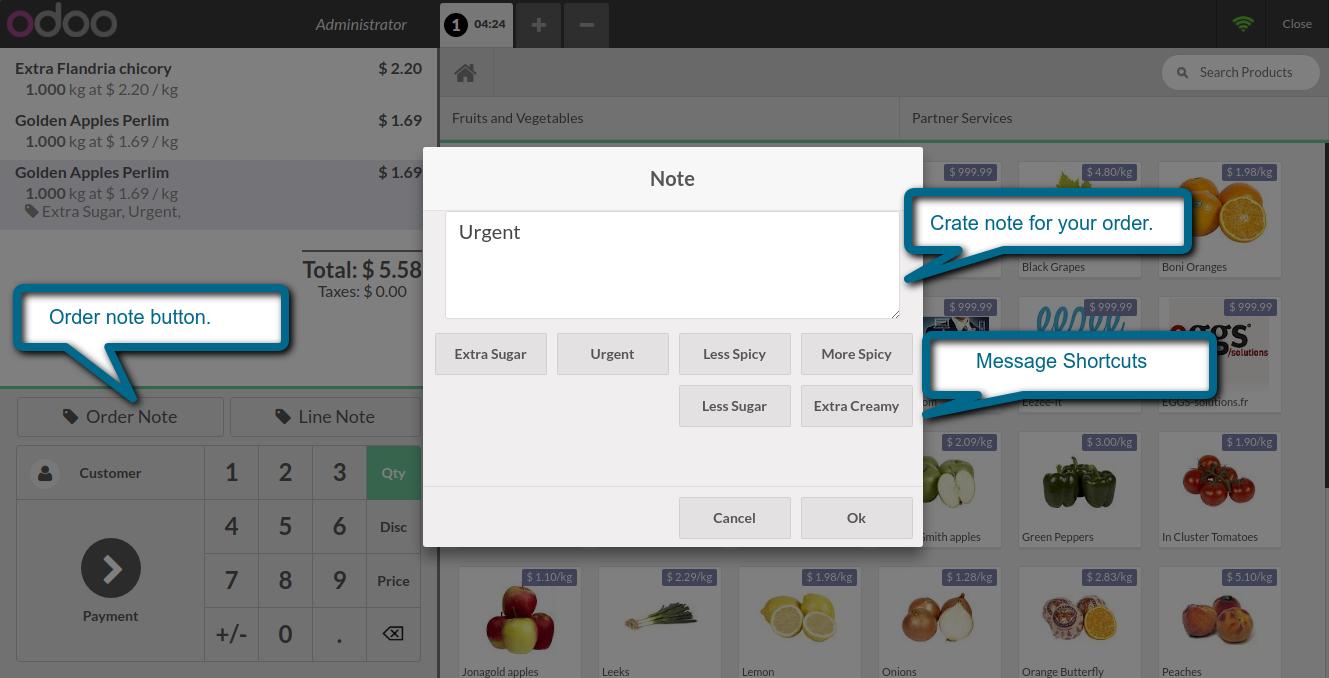 odoo
Administrator
1 04:24
+
−
Close
Extra Flandria chicory $ 2.20
1.000 kg at $ 2.20 / kg
Golden Apples Perlim $ 1.69
1.000 kg at $ 1.69 / kg
Golden Apples Perlim $ 1.69
1.000 kg at $ 1.69 / kg
Extra Sugar, Urgent,
Total: $ 5.58
Taxes: $ 0.00
Order note button.
Order Note
Line Note
Customer
1 2 3 Qty
4 5 6 Disc
7 8 9 Price
+/- 0 .
Payment
Search Products
Fruits and Vegetables
Partner Services
Note
Urgent
Crate note for your order.
Extra Sugar
Urgent
Less Spicy
More Spicy
Less Sugar
Extra Creamy
Message Shortcuts
Cancel
Ok
$ 999.99
$ 4.80/kg
Black Grapes
$ 1.98/kg
Boni Oranges
$ 999.99
$ 999.99
eezee
Eezee-It
$ 999.99
eggs
/solutions
EGGS-solutions.fr
$ 2.09/kg
Smith apples
$ 3.00/kg
Green Peppers
$ 1.90/kg
In Cluster Tomatoes
$ 1.10/kg
Jonagold apples
$ 2.29/kg
Leeks
$ 1.98/kg
Lemon
$ 1.28/kg
Onions
$ 2.83/kg
Orange Butterfly
$ 5.10/kg
Peaches